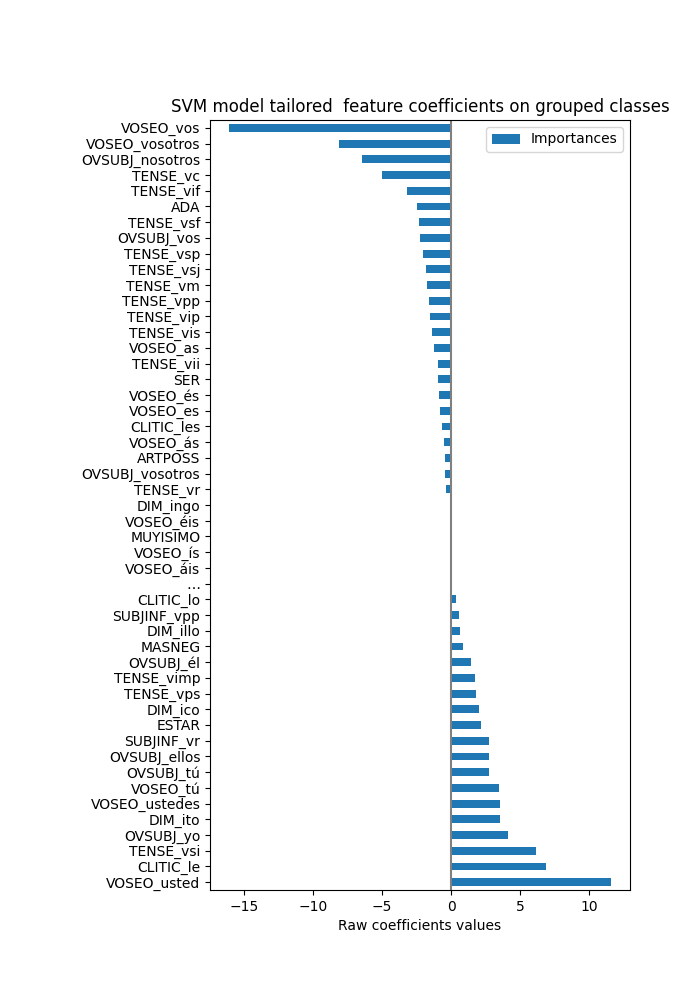 SVM model tailored  feature coefficients on grouped classes
Importances
VOSEO_vos
VOSEO_vosotros
OVSUBJ_nosotros
TENSE_vc
TENSE_vif
ADA
TENSE_vsf
OVSUBJ_vos
TENSE_vsp
TENSE_vsj
TENSE_vm
TENSE_vpp
TENSE_vip
TENSE_vis
VOSEO_as
TENSE_vii
SER
VOSEO_és
VOSEO_es
CLITIC_les
VOSEO_ás
ARTPOSS
OVSUBJ_vosotros
TENSE_vr
DIM_ingo
VOSEO_éis
MUYISIMO
VOSEO_ís
VOSEO_áis
...
CLITIC_lo
SUBJINF_vpp
DIM_illo
MASNEG
OVSUBJ_él
TENSE_vimp
TENSE_vps
DIM_ico
ESTAR
SUBJINF_vr
OVSUBJ_ellos
OVSUBJ_tú
VOSEO_tú
VOSEO_ustedes
DIM_ito
OVSUBJ_yo
TENSE_vsi
CLITIC_le
VOSEO_usted
−15 −10 −5 0 5 10
Raw coefficients values